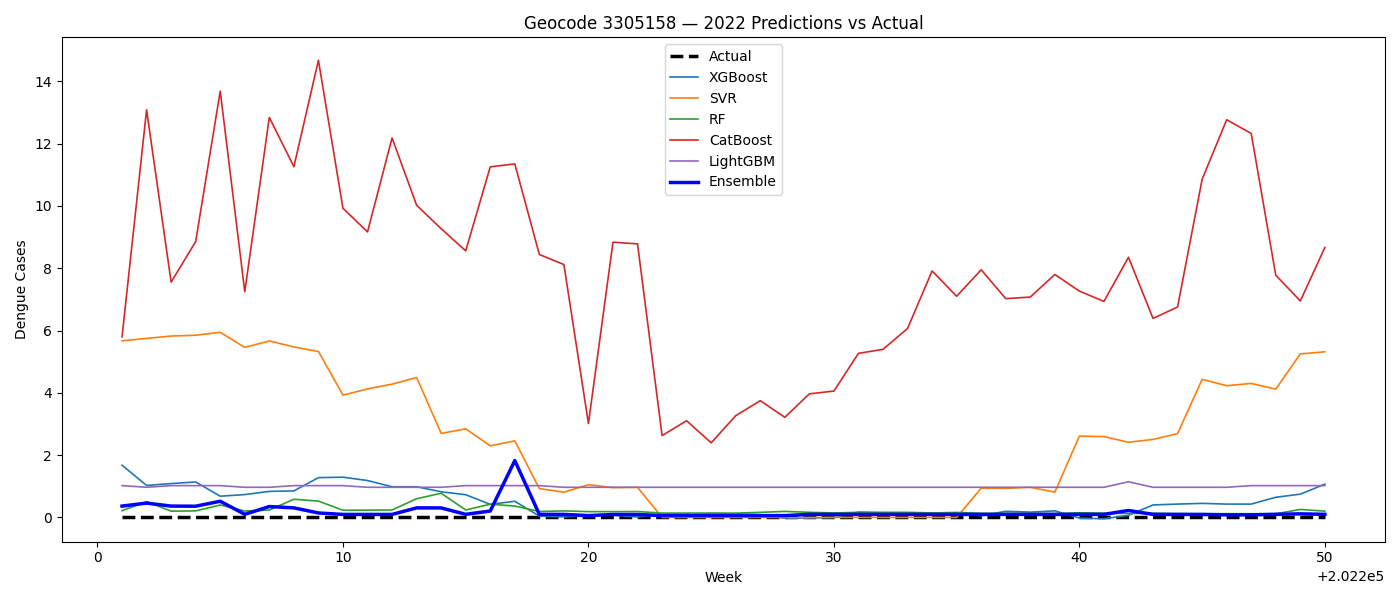 Geocode 3305158 — 2022 Predictions vs Actual
Dengue Cases
14
12
10
8
6
4
2
0
Actual
XGBoost
SVR
RF
CatBoost
LightGBM
Ensemble
0 10 20 30 40 50
+2.022e5
Week